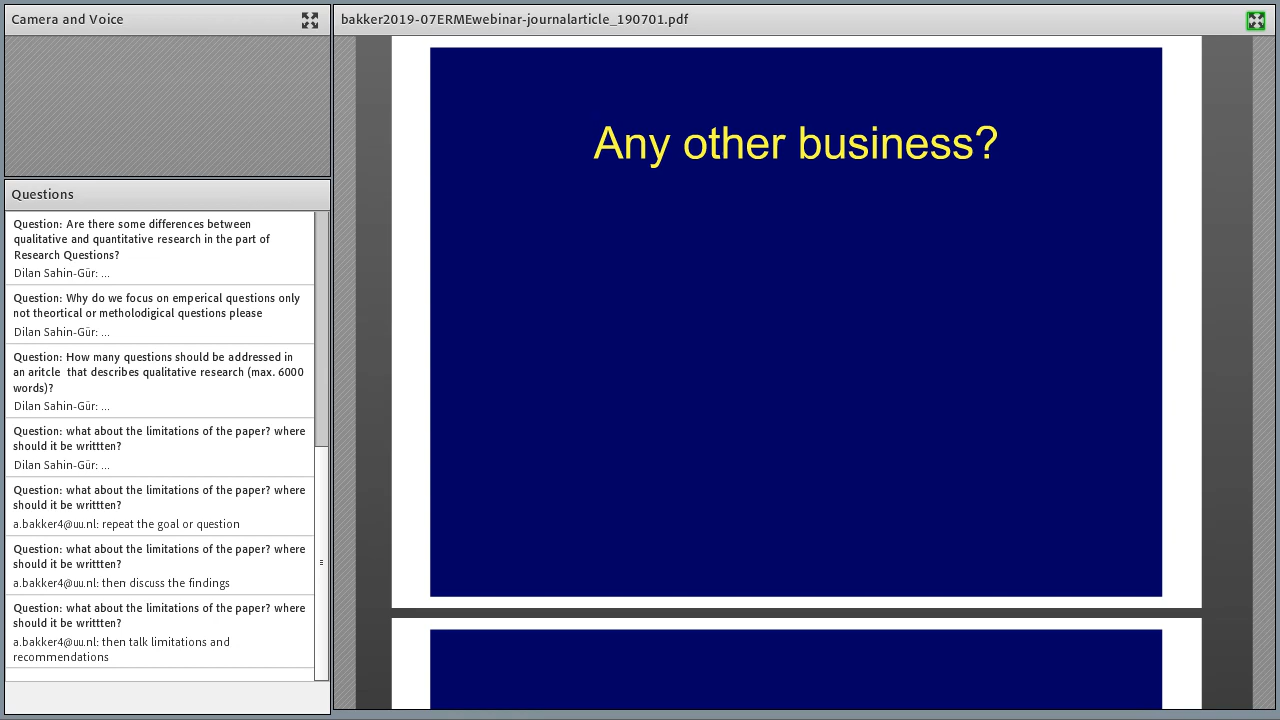 Camera and Voice
bakker2019-07ERMEwebinar-journalarticle_190701.pdf
Any other business?
Questions
Question: Are there some differences between
qualitative and quantitative research in the part of
Research Questions?
Dilan Sahin-Gür: ...
Question: Why do we focus on emperical questions only
not theortical or metholodigical questions please
Dilan Sahin-Gür: ...
Question: How many questions should be addressed in
an aritcle that describes qualitative research (max. 6000
words)?
Dilan Sahin-Gür: ...
Question: what about the limitations of the paper? where
should it be writtten?
Dilan Sahin-Gür: ...
Question: what about the limitations of the paper? where
should it be writtten?
a.bakker4@uu.nl: repeat the goal or question
Question: what about the limitations of the paper? where
should it be writtten?
a.bakker4@uu.nl: then discuss the findings
Question: what about the limitations of the paper? where
should it be writtten?
a.bakker4@uu.nl: then talk limitations and
recommendations